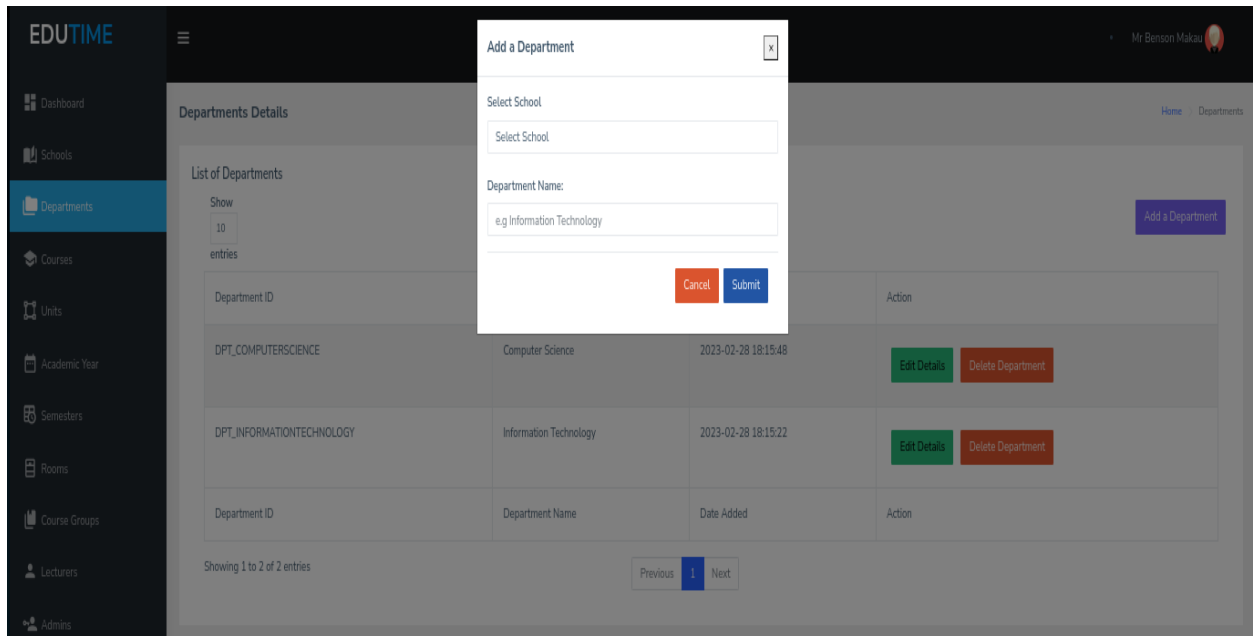 EDUTIME
Mr Benson Makau
Dashboard
Schools
Departments
Courses
Units
Academic Year
Semesters
Rooms
Course Groups
Lecturers
Admins
Departments Details
Home / Departments
List of Departments
Show
10
entries
Add a Department
Department ID
Action
DPT_COMPUTERSCIENCE Computer Science 2023-02-28 18:15:48 Edit Details Delete Department
DPT_INFORMATIONTECHNOLOGY Information Technology 2023-02-28 18:15:22 Edit Details Delete Department
Department ID Department Name Date Added Action
Showing 1 to 2 of 2 entries
Previous 1 Next
Add a Department x
Select School
Select School
Department Name:
e.g Information Technology
Cancel Submit